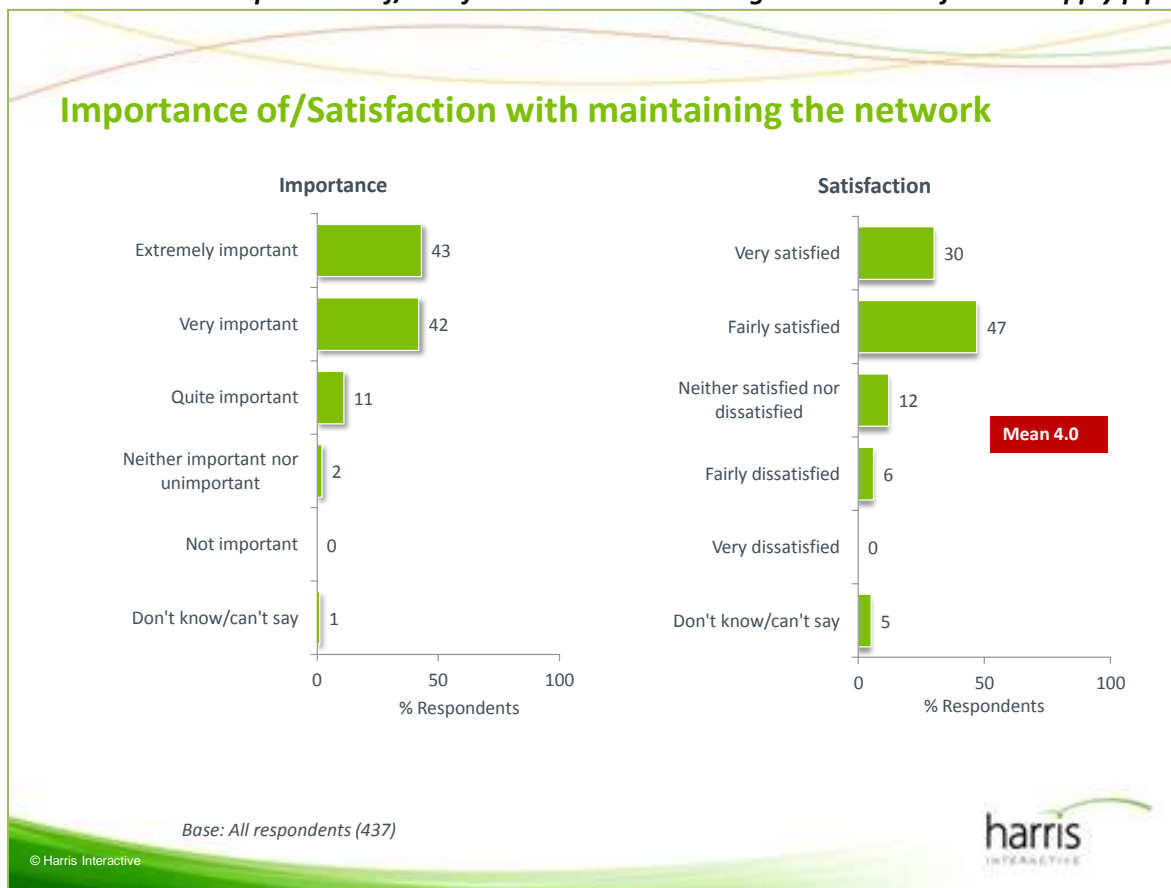 Importance of/Satisfaction with maintaining the network
Importance
Extremely important
43
Very important
42
Quite important
11
Neither important nor
unimportant
2
Not important
0
Don't know/can't say
1
0
50
100
% Respondents
Satisfaction
Very satisfied
30
Fairly satisfied
47
Neither satisfied nor
dissatisfied
12
Mean 4.0
Fairly dissatisfied
6
Very dissatisfied
0
Don't know/can't say
5
0
50
100
% Respondents
Base: All respondents (437)
© Harris Interactive
harris
INTERACTIVE